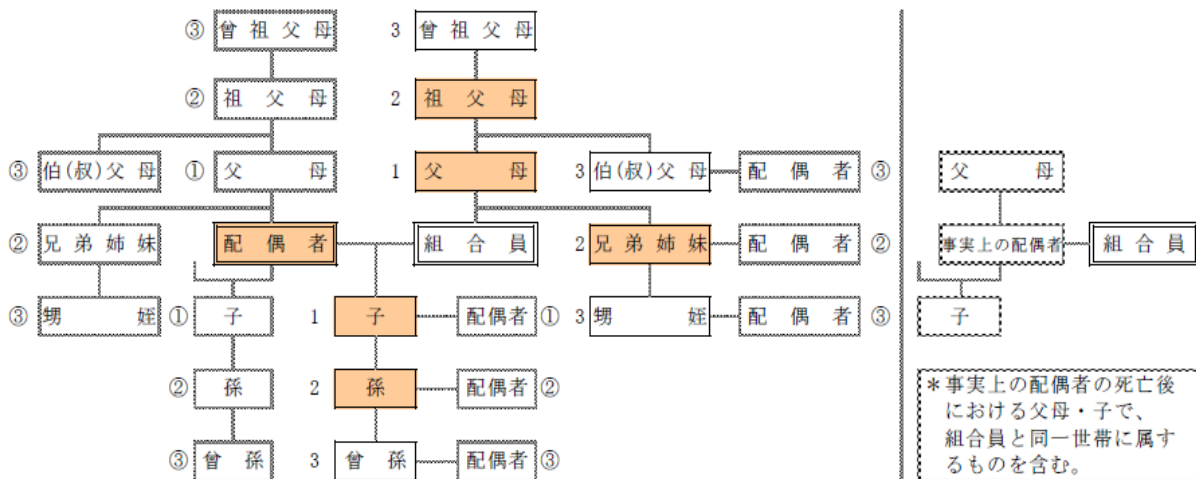 ③ 曾祖父母 3 曾祖父母
② 祖父母 2 祖父母
③ 伯(叔)父母 ① 父母 1 父母 3 伯(叔)父母 配偶者 ③ 父母
② 兄弟姉妹 配偶者 組合員 2 兄弟姉妹 配偶者 ② 事実上の配偶者 組合員
③ 甥姪 ① 子 1 子 配偶者 ① 3 甥姪 配偶者 ③ 子
② 孫 2 孫 配偶者 ②
③ 曾孫 3 曾孫 配偶者 ③
＊事実上の配偶者の死亡後
における父母・子で、
組合員と同一世帯に属す
るものを含む。